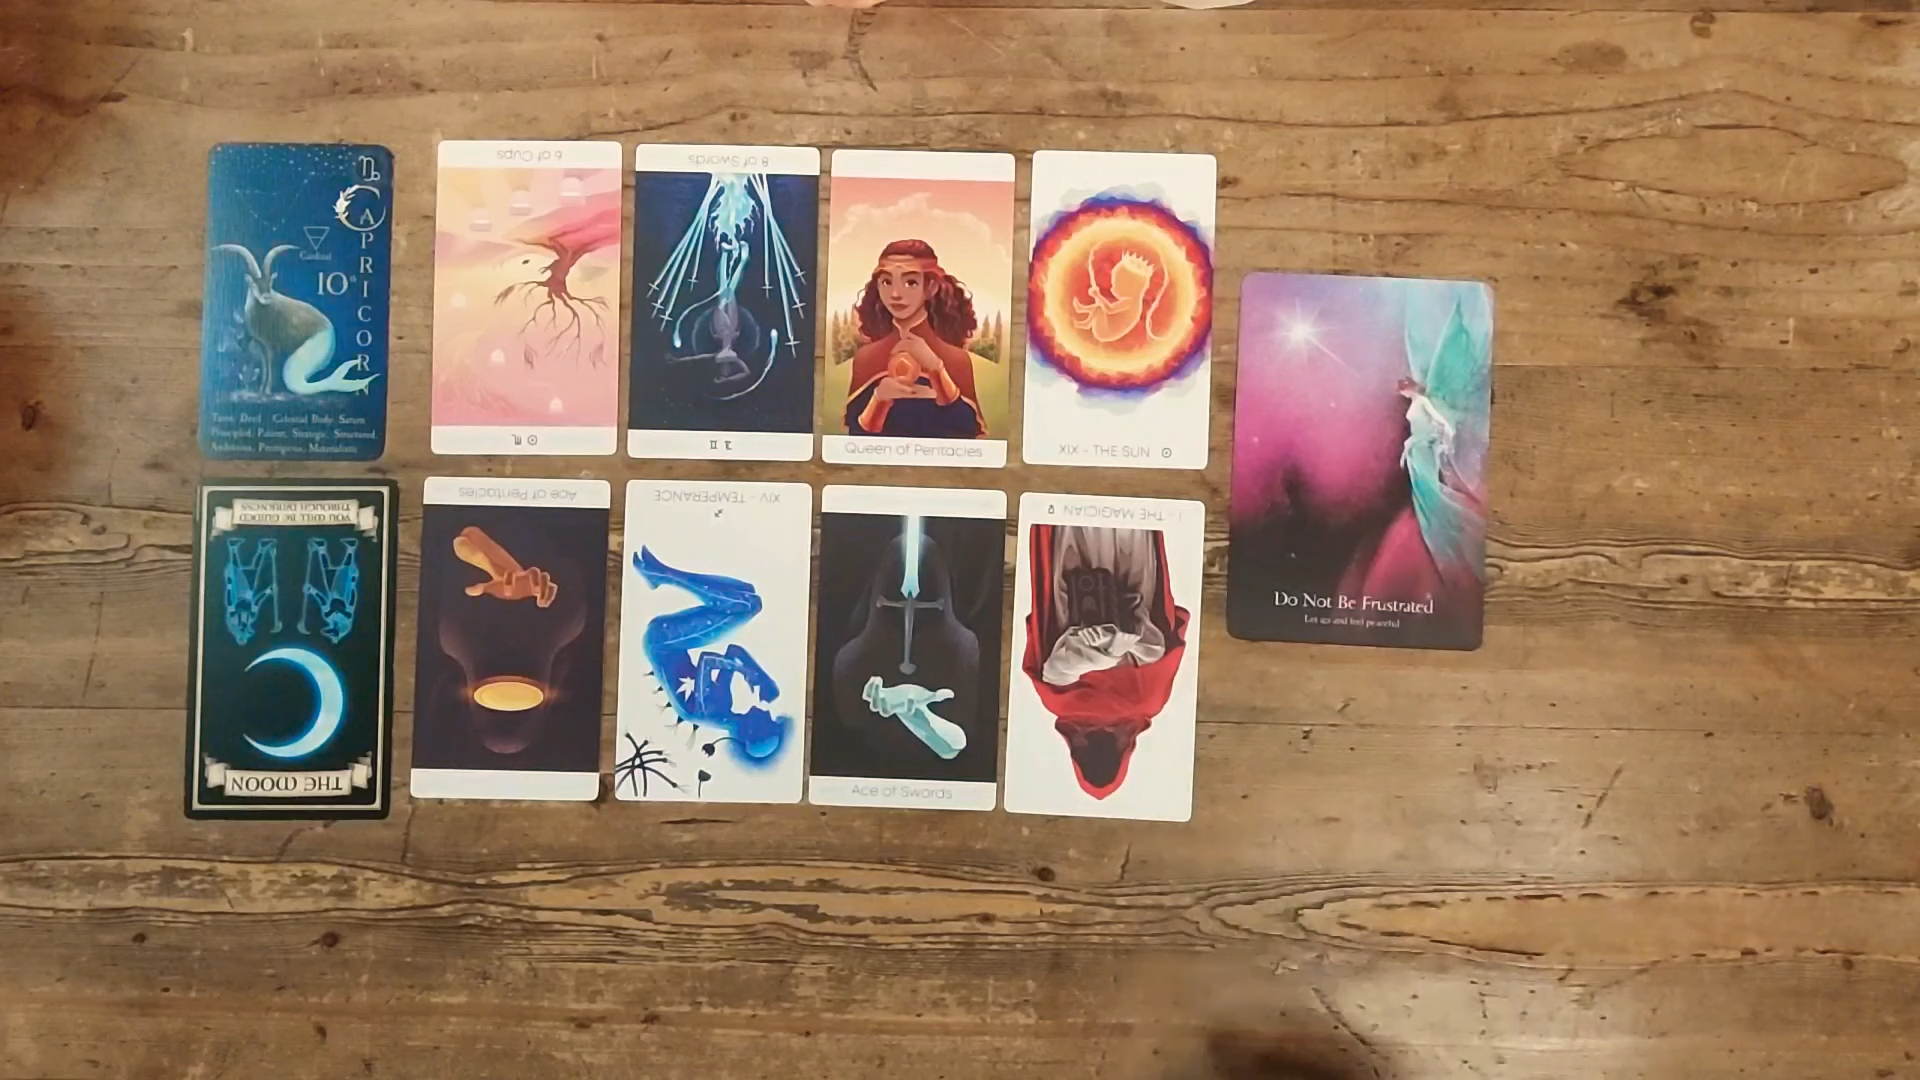 ♑
CAPRICORN
Cardinal
10th
Tarot: Devil Celestial Body: Saturn
Principled, Patient, Strategic, Structured
Ambitious, Prestigious, Materialistic
6 of Cups
☉ ♏
8 of Swords
♃ ♊
Queen of Pentacles
XIX - THE SUN ☉
Do Not Be Frustrated
Let go and feel peaceful
YOU WILL BE GUIDED
THROUGH DARKNESS
THE MOON
Ace of Pentacles
XIV - TEMPERANCE
♐
Ace of Swords
I - THE MAGICIAN ☿